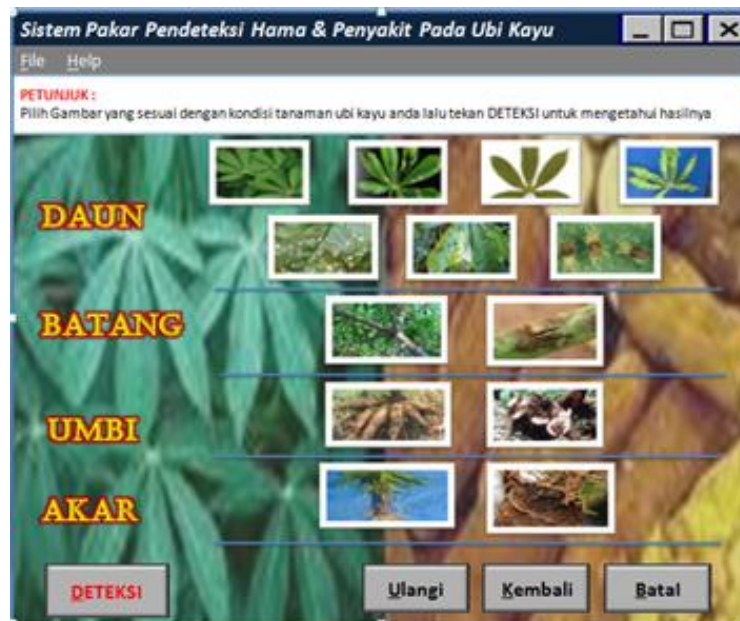 Sistem Pakar Pendeteksi Hama & Penyakit Pada Ubi Kayu
File Help
PETUNJUK :
Pilih Gambar yang sesuai dengan kondisi tanaman ubi kayu anda lalu tekan DETEKSI untuk mengetahui hasilnya
DAUN
BATANG
UMBI
AKAR
DETEKSI Ulangi Kembali Batal